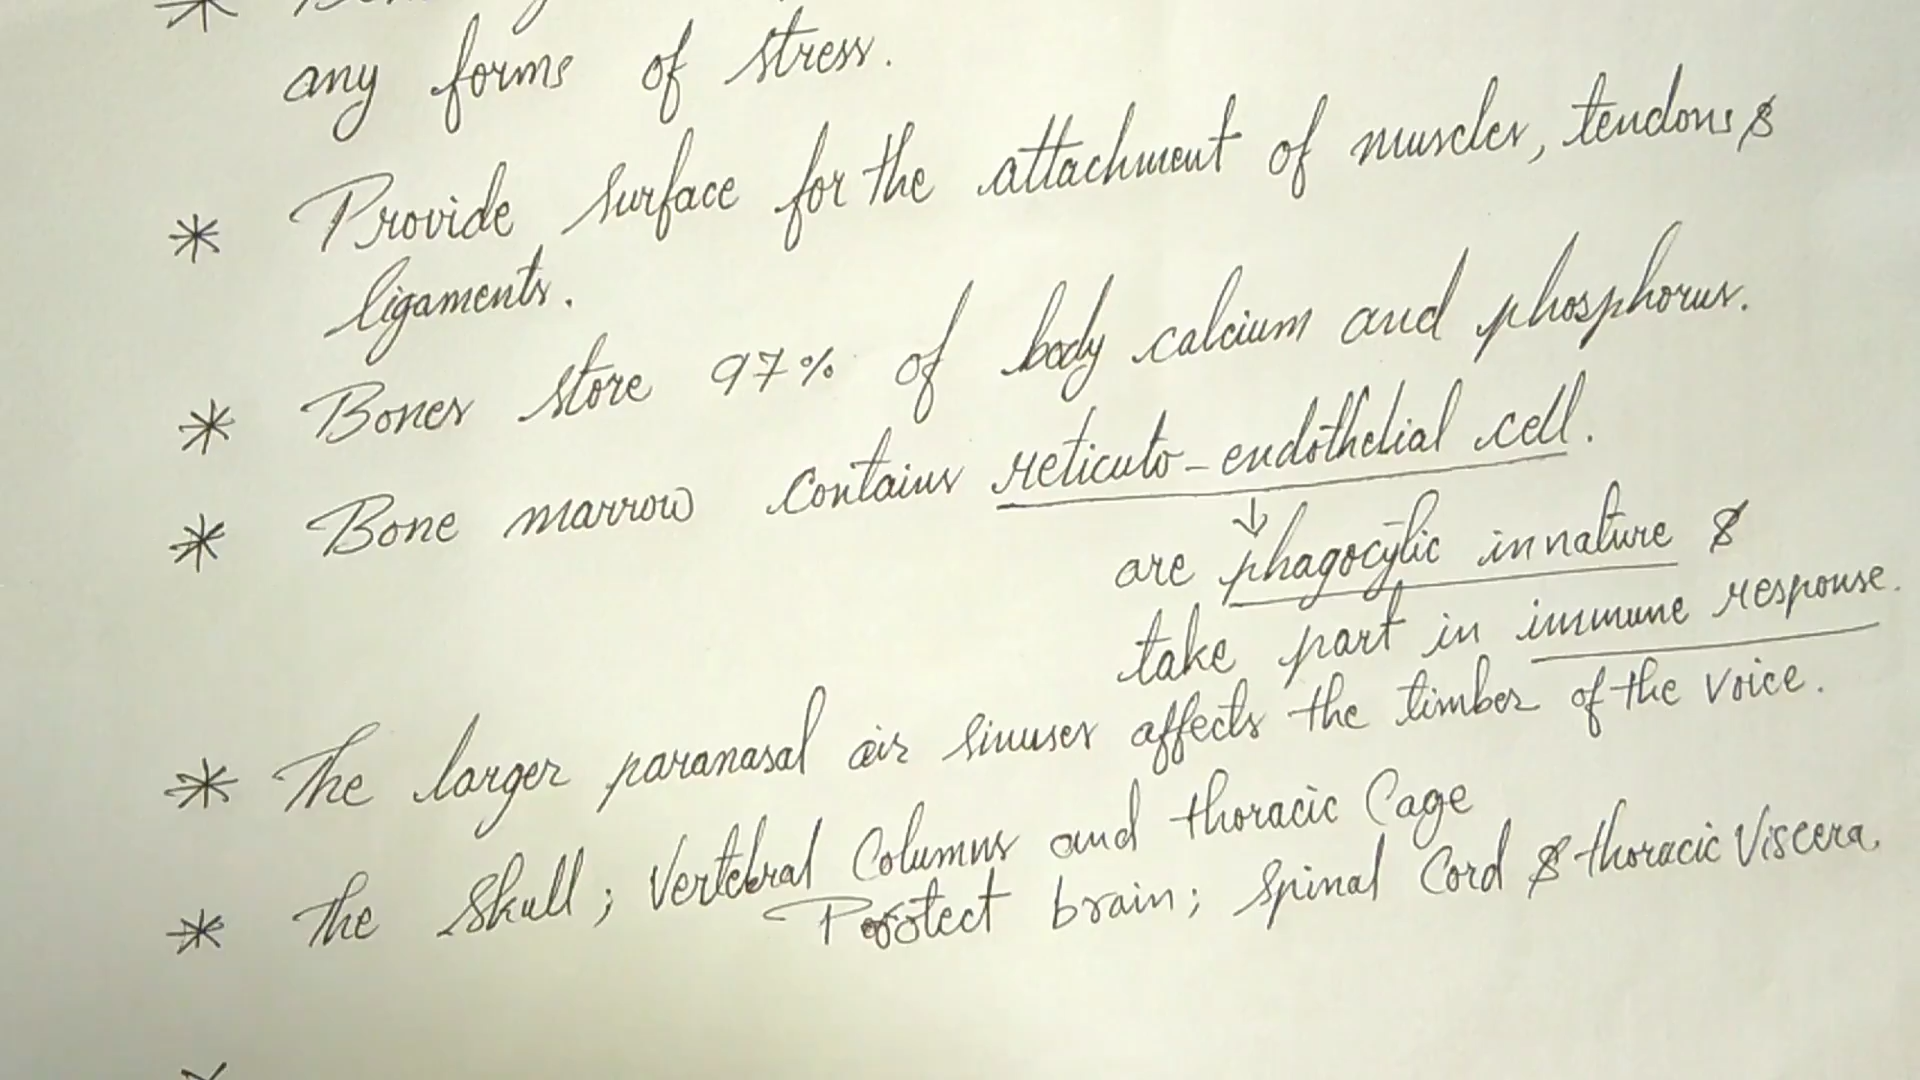 * 
any forms of stress.
* Provide surface for the attachment of muscles, tendons &
ligaments.
* Bones store 97% of body calcium and phosphorus.
* Bone marrow contains reticulo-endothelial cell.
↓
are phagocytic in nature &
take part in immune response.
* The larger paranasal air sinuses affects the timber of the voice.
* The Skull; Vertebral Columns and thoracic Cage
Protect brain; Spinal Cord & thoracic Viscera.